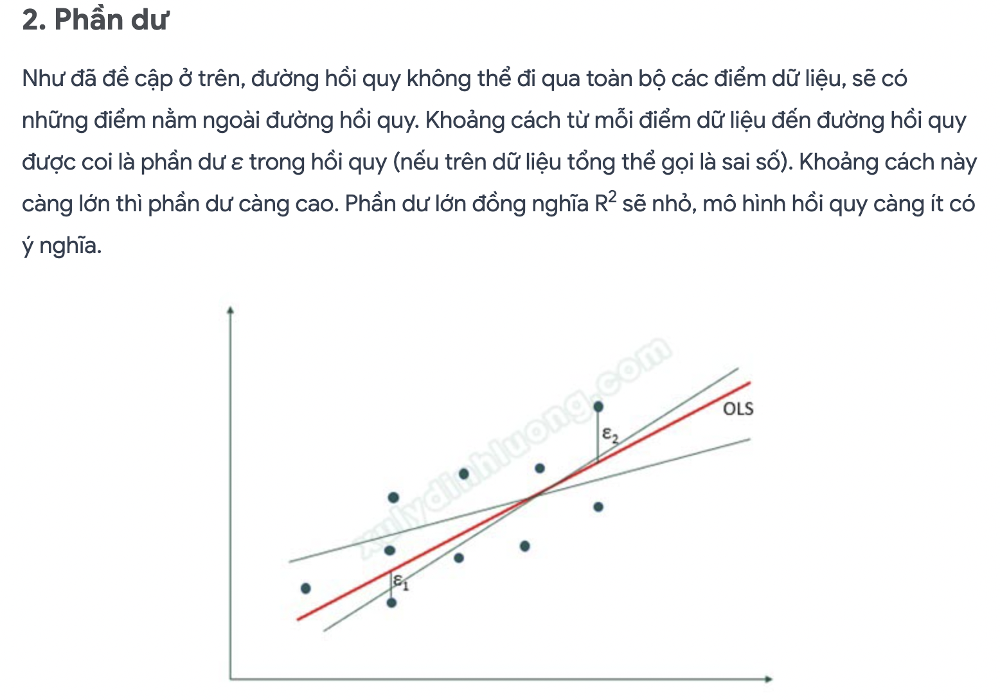 2. Phần dư
Như đã đề cập ở trên, đường hồi quy không thể đi qua toàn bộ các điểm dữ liệu, sẽ có
những điểm nằm ngoài đường hồi quy. Khoảng cách từ mỗi điểm dữ liệu đến đường hồi quy
được coi là phần dư ε trong hồi quy (nếu trên dữ liệu tổng thể gọi là sai số). Khoảng cách này
càng lớn thì phần dư càng cao. Phần dư lớn đồng nghĩa R² sẽ nhỏ, mô hình hồi quy càng ít có
ý nghĩa.
xulydinhluong.com
OLS
ε₂
ε₁